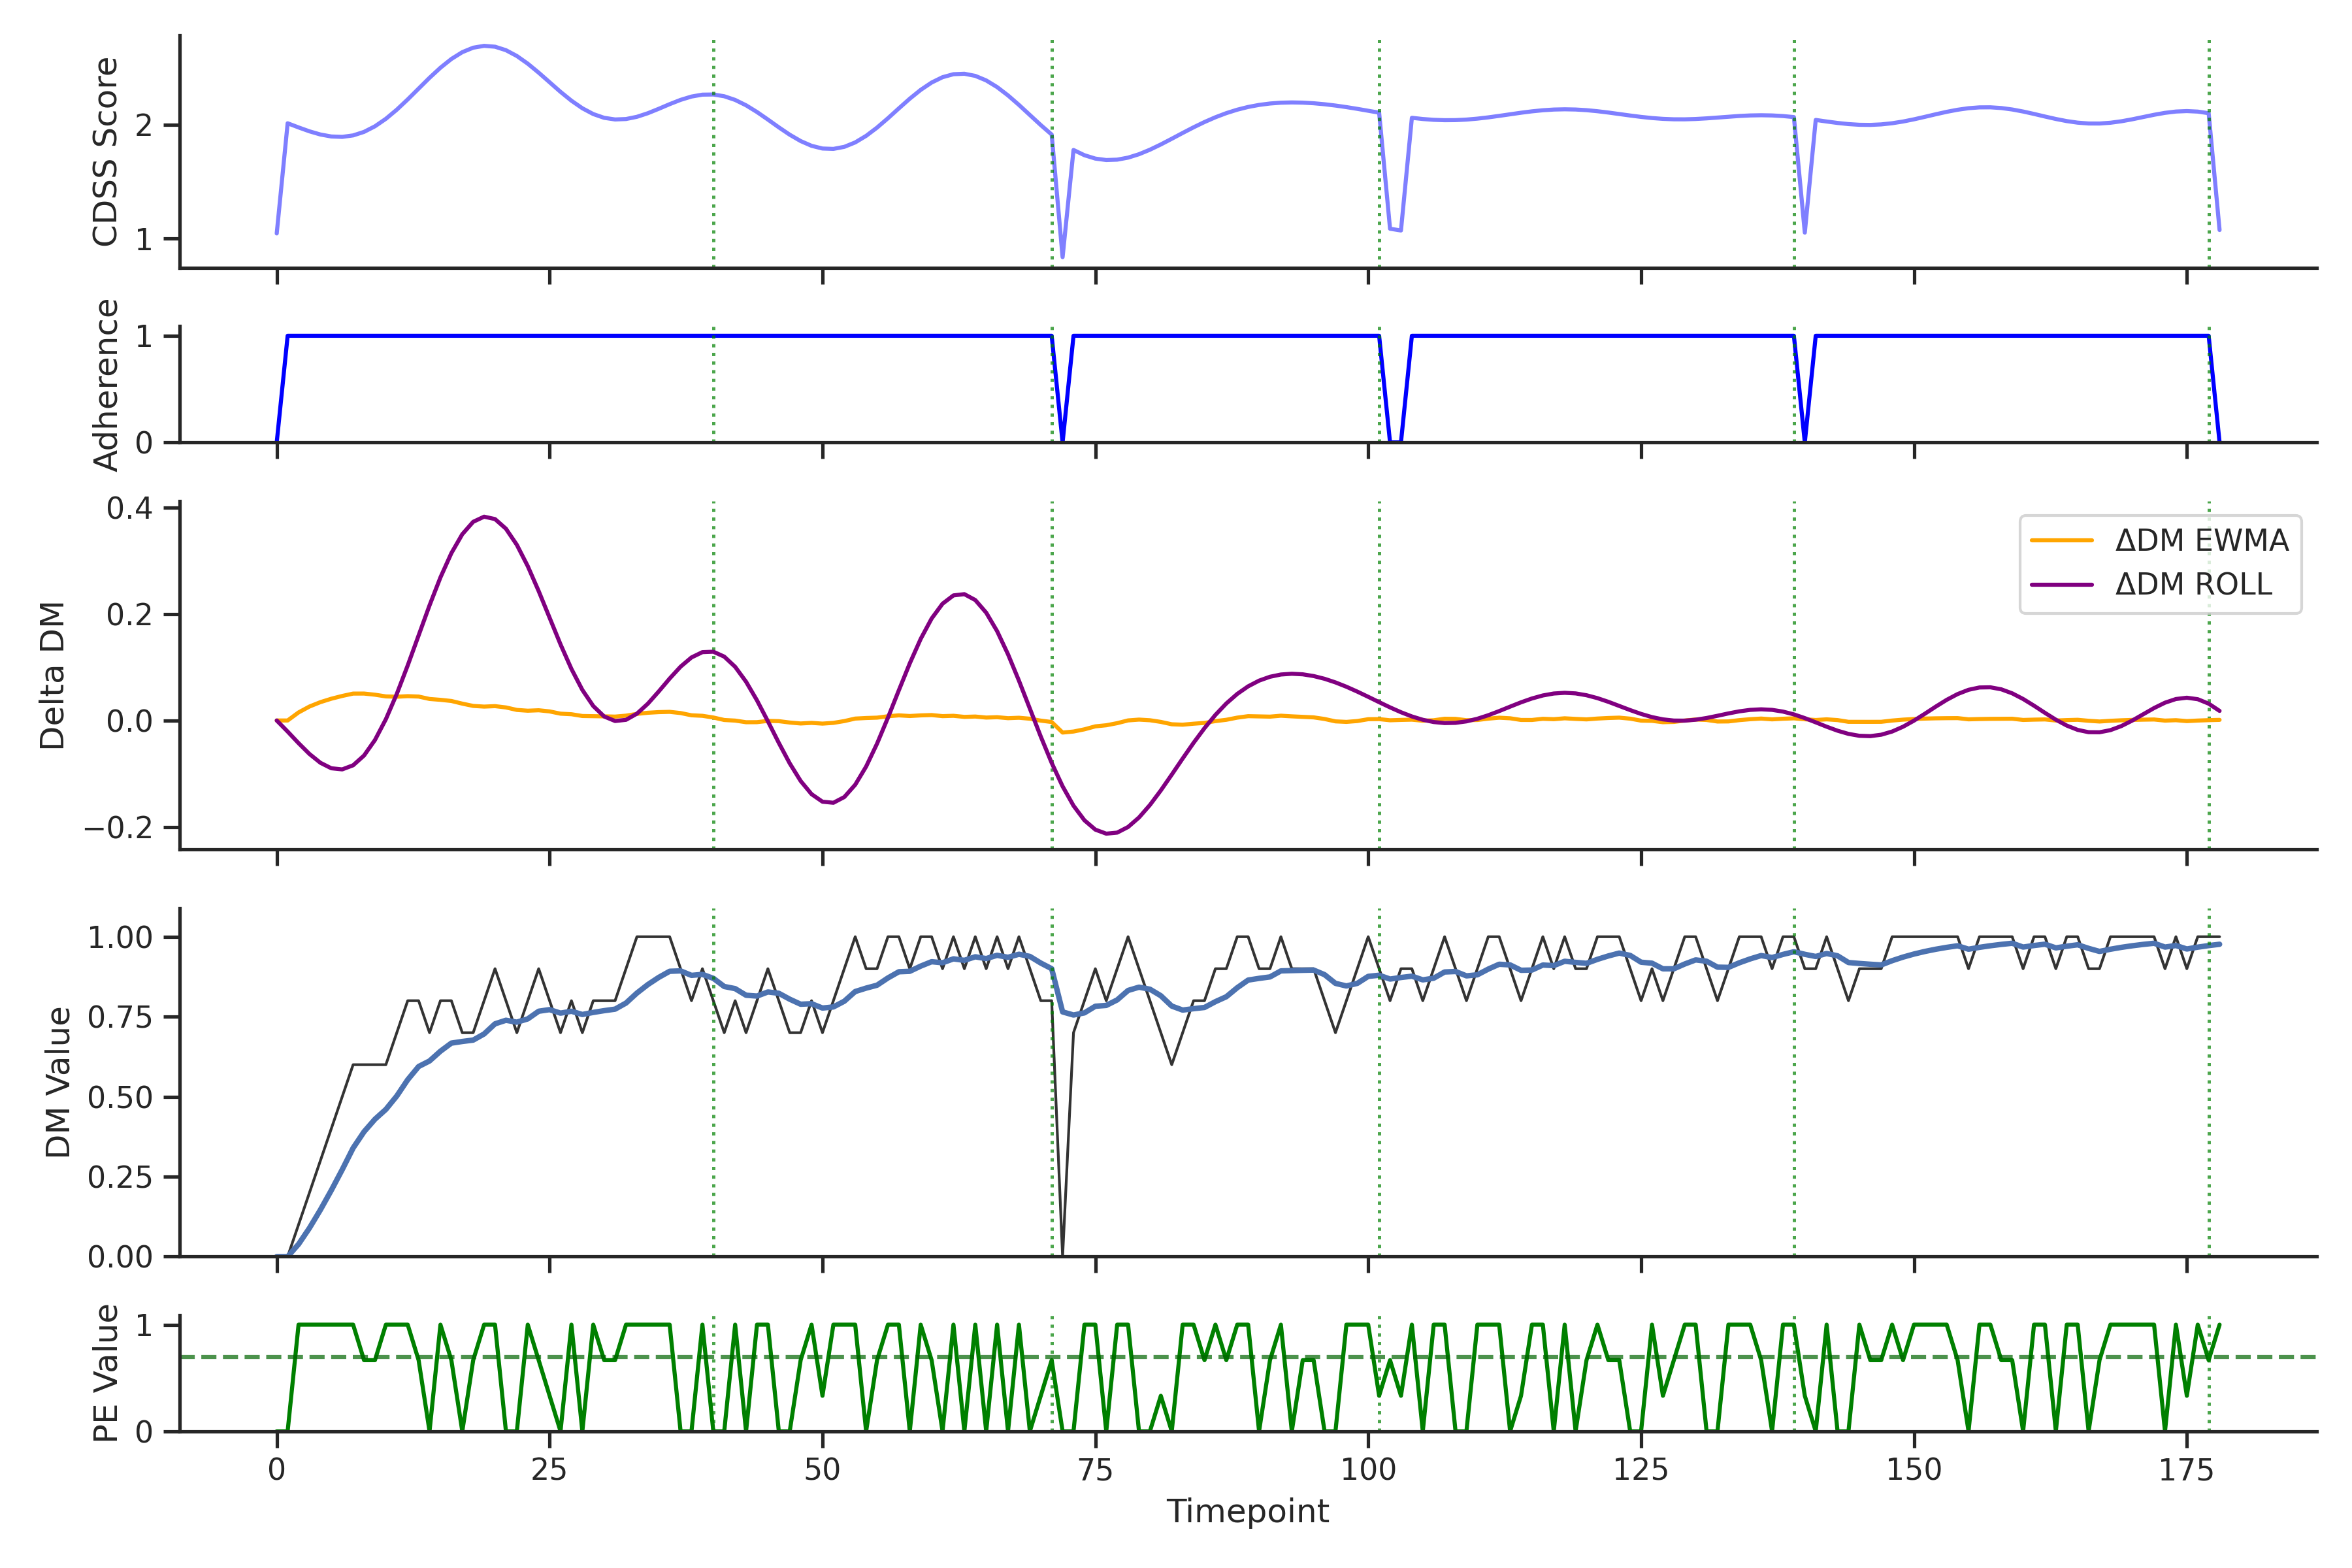 CDSS Score
2
1
Adherence
1
0
Delta DM
0.4
0.2
0.0
−0.2
ΔDM EWMA
ΔDM ROLL
DM Value
1.00
0.75
0.50
0.25
0.00
PE Value
1
0
0 25 50 75 100 125 150 175
Timepoint